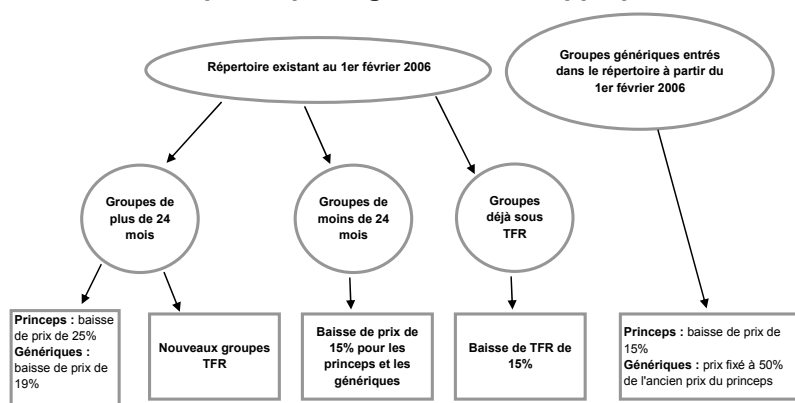 Répertoire existant au 1er février 2006
Groupes génériques entrés
dans le répertoire à partir du
1er février 2006
Groupes de
plus de 24
mois
Groupes de
moins de 24
mois
Groupes
déjà sous
TFR
Princeps : baisse
de prix de 25%
Génériques :
baisse de prix de
19%
Nouveaux groupes
TFR
Baisse de prix de
15% pour les
princeps et les
génériques
Baisse de TFR de
15%
Princeps : baisse de prix de
15%
Génériques : prix fixé à 50%
de l'ancien prix du princeps